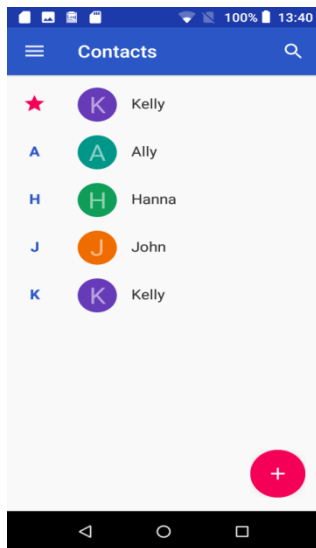 100% 13:40
Contacts
K Kelly
A A Ally
H H Hanna
J J John
K K Kelly
+